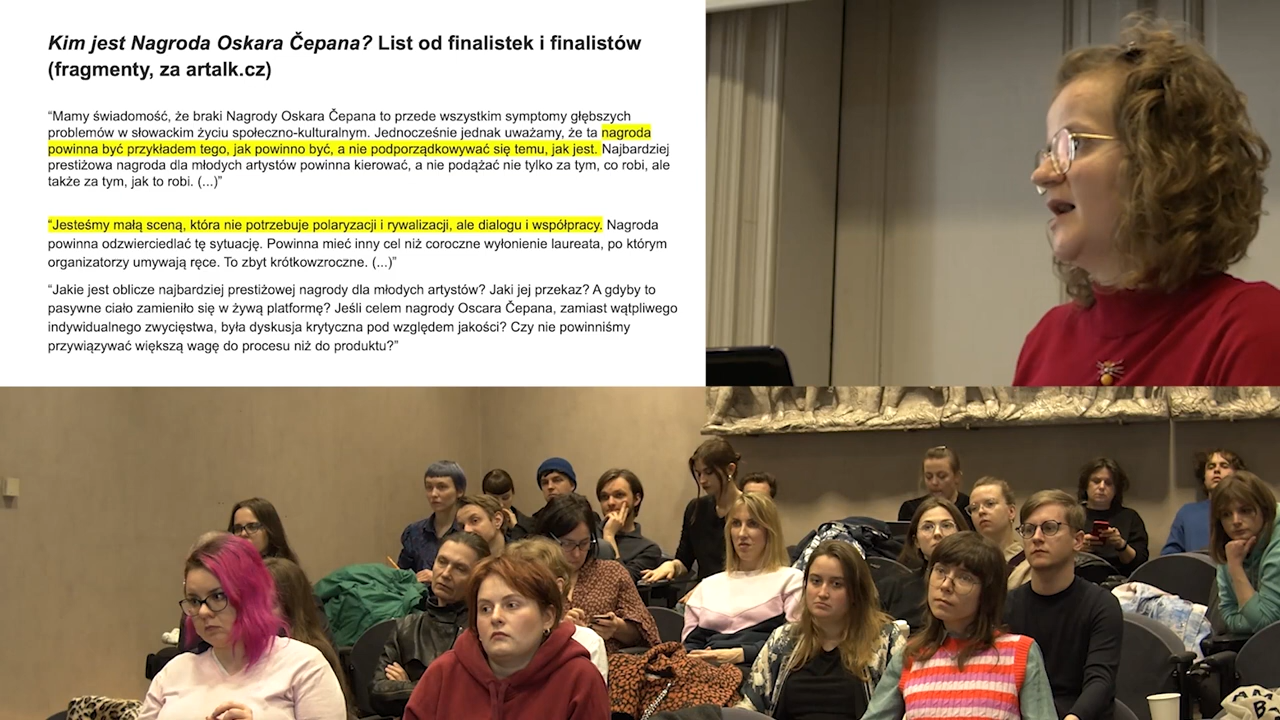 Kim jest Nagroda Oskara Čepana? List od finalistek i finalistów
(fragmenty, za artalk.cz)
“Mamy świadomość, że braki Nagrody Oskara Čepana to przede wszystkim symptomy głębszych
problemów w słowackim życiu społeczno-kulturalnym. Jednocześnie jednak uważamy, że ta nagroda
powinna być przykładem tego, jak powinno być, a nie podporządkowywać się temu, jak jest. Najbardziej
prestiżowa nagroda dla młodych artystów powinna kierować, a nie podążać nie tylko za tym, co robi, ale
także za tym, jak to robi. (...)”
“Jesteśmy małą sceną, która nie potrzebuje polaryzacji i rywalizacji, ale dialogu i współpracy. Nagroda
powinna odzwierciedlać tę sytuację. Powinna mieć inny cel niż coroczne wyłonienie laureata, po którym
organizatorzy umywają ręce. To zbyt krótkowzroczne. (...)”
“Jakie jest oblicze najbardziej prestiżowej nagrody dla młodych artystów? Jaki jej przekaz? A gdyby to
pasywne ciało zamieniło się w żywą platformę? Jeśli celem nagrody Oscara Čepana, zamiast wątpliwego
indywidualnego zwycięstwa, była dyskusja krytyczna pod względem jakości? Czy nie powinniśmy
przywiązywać większą wagę do procesu niż do produktu?”